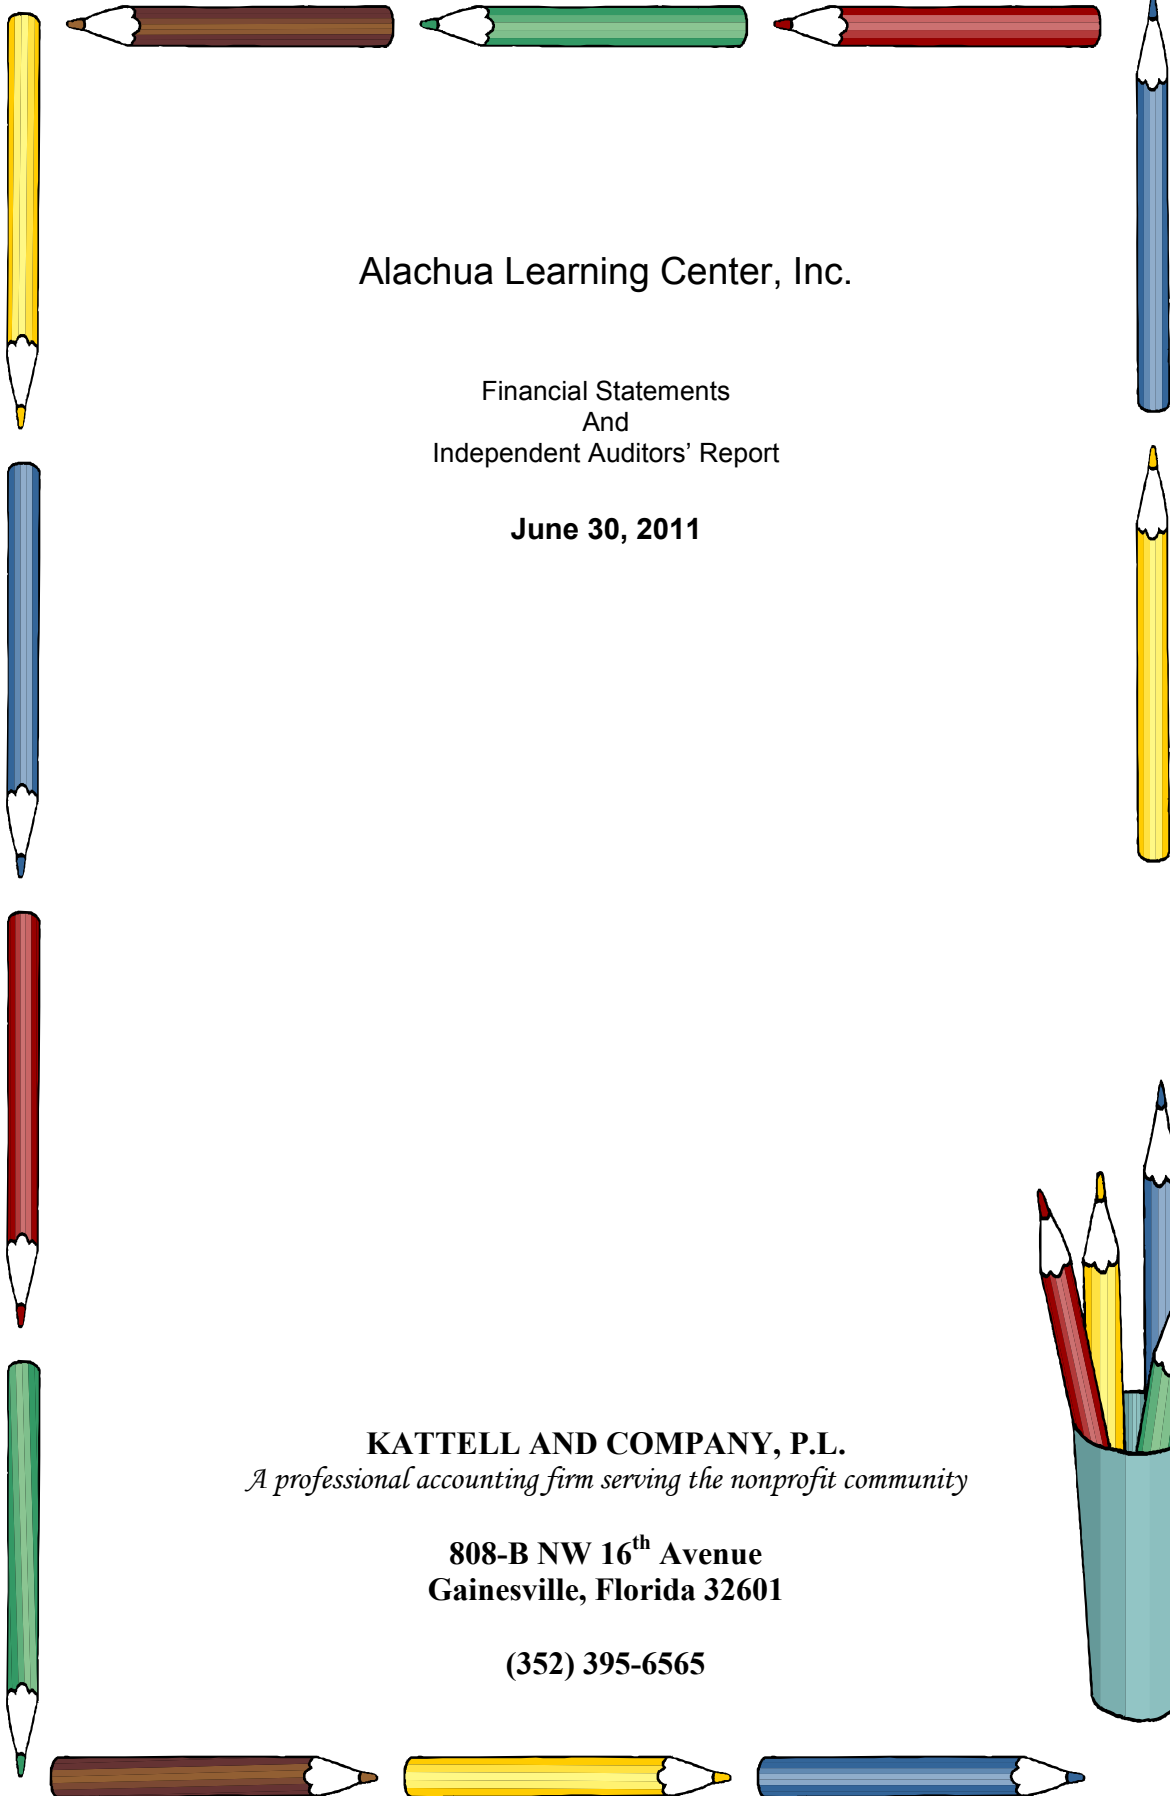 Alachua Learning Center, Inc.
Financial Statements
And
Independent Auditors’ Report
June 30, 2011
KATTELL AND COMPANY, P.L.
A professional accounting firm serving the nonprofit community
808-B NW 16th Avenue
Gainesville, Florida 32601
(352) 395-6565